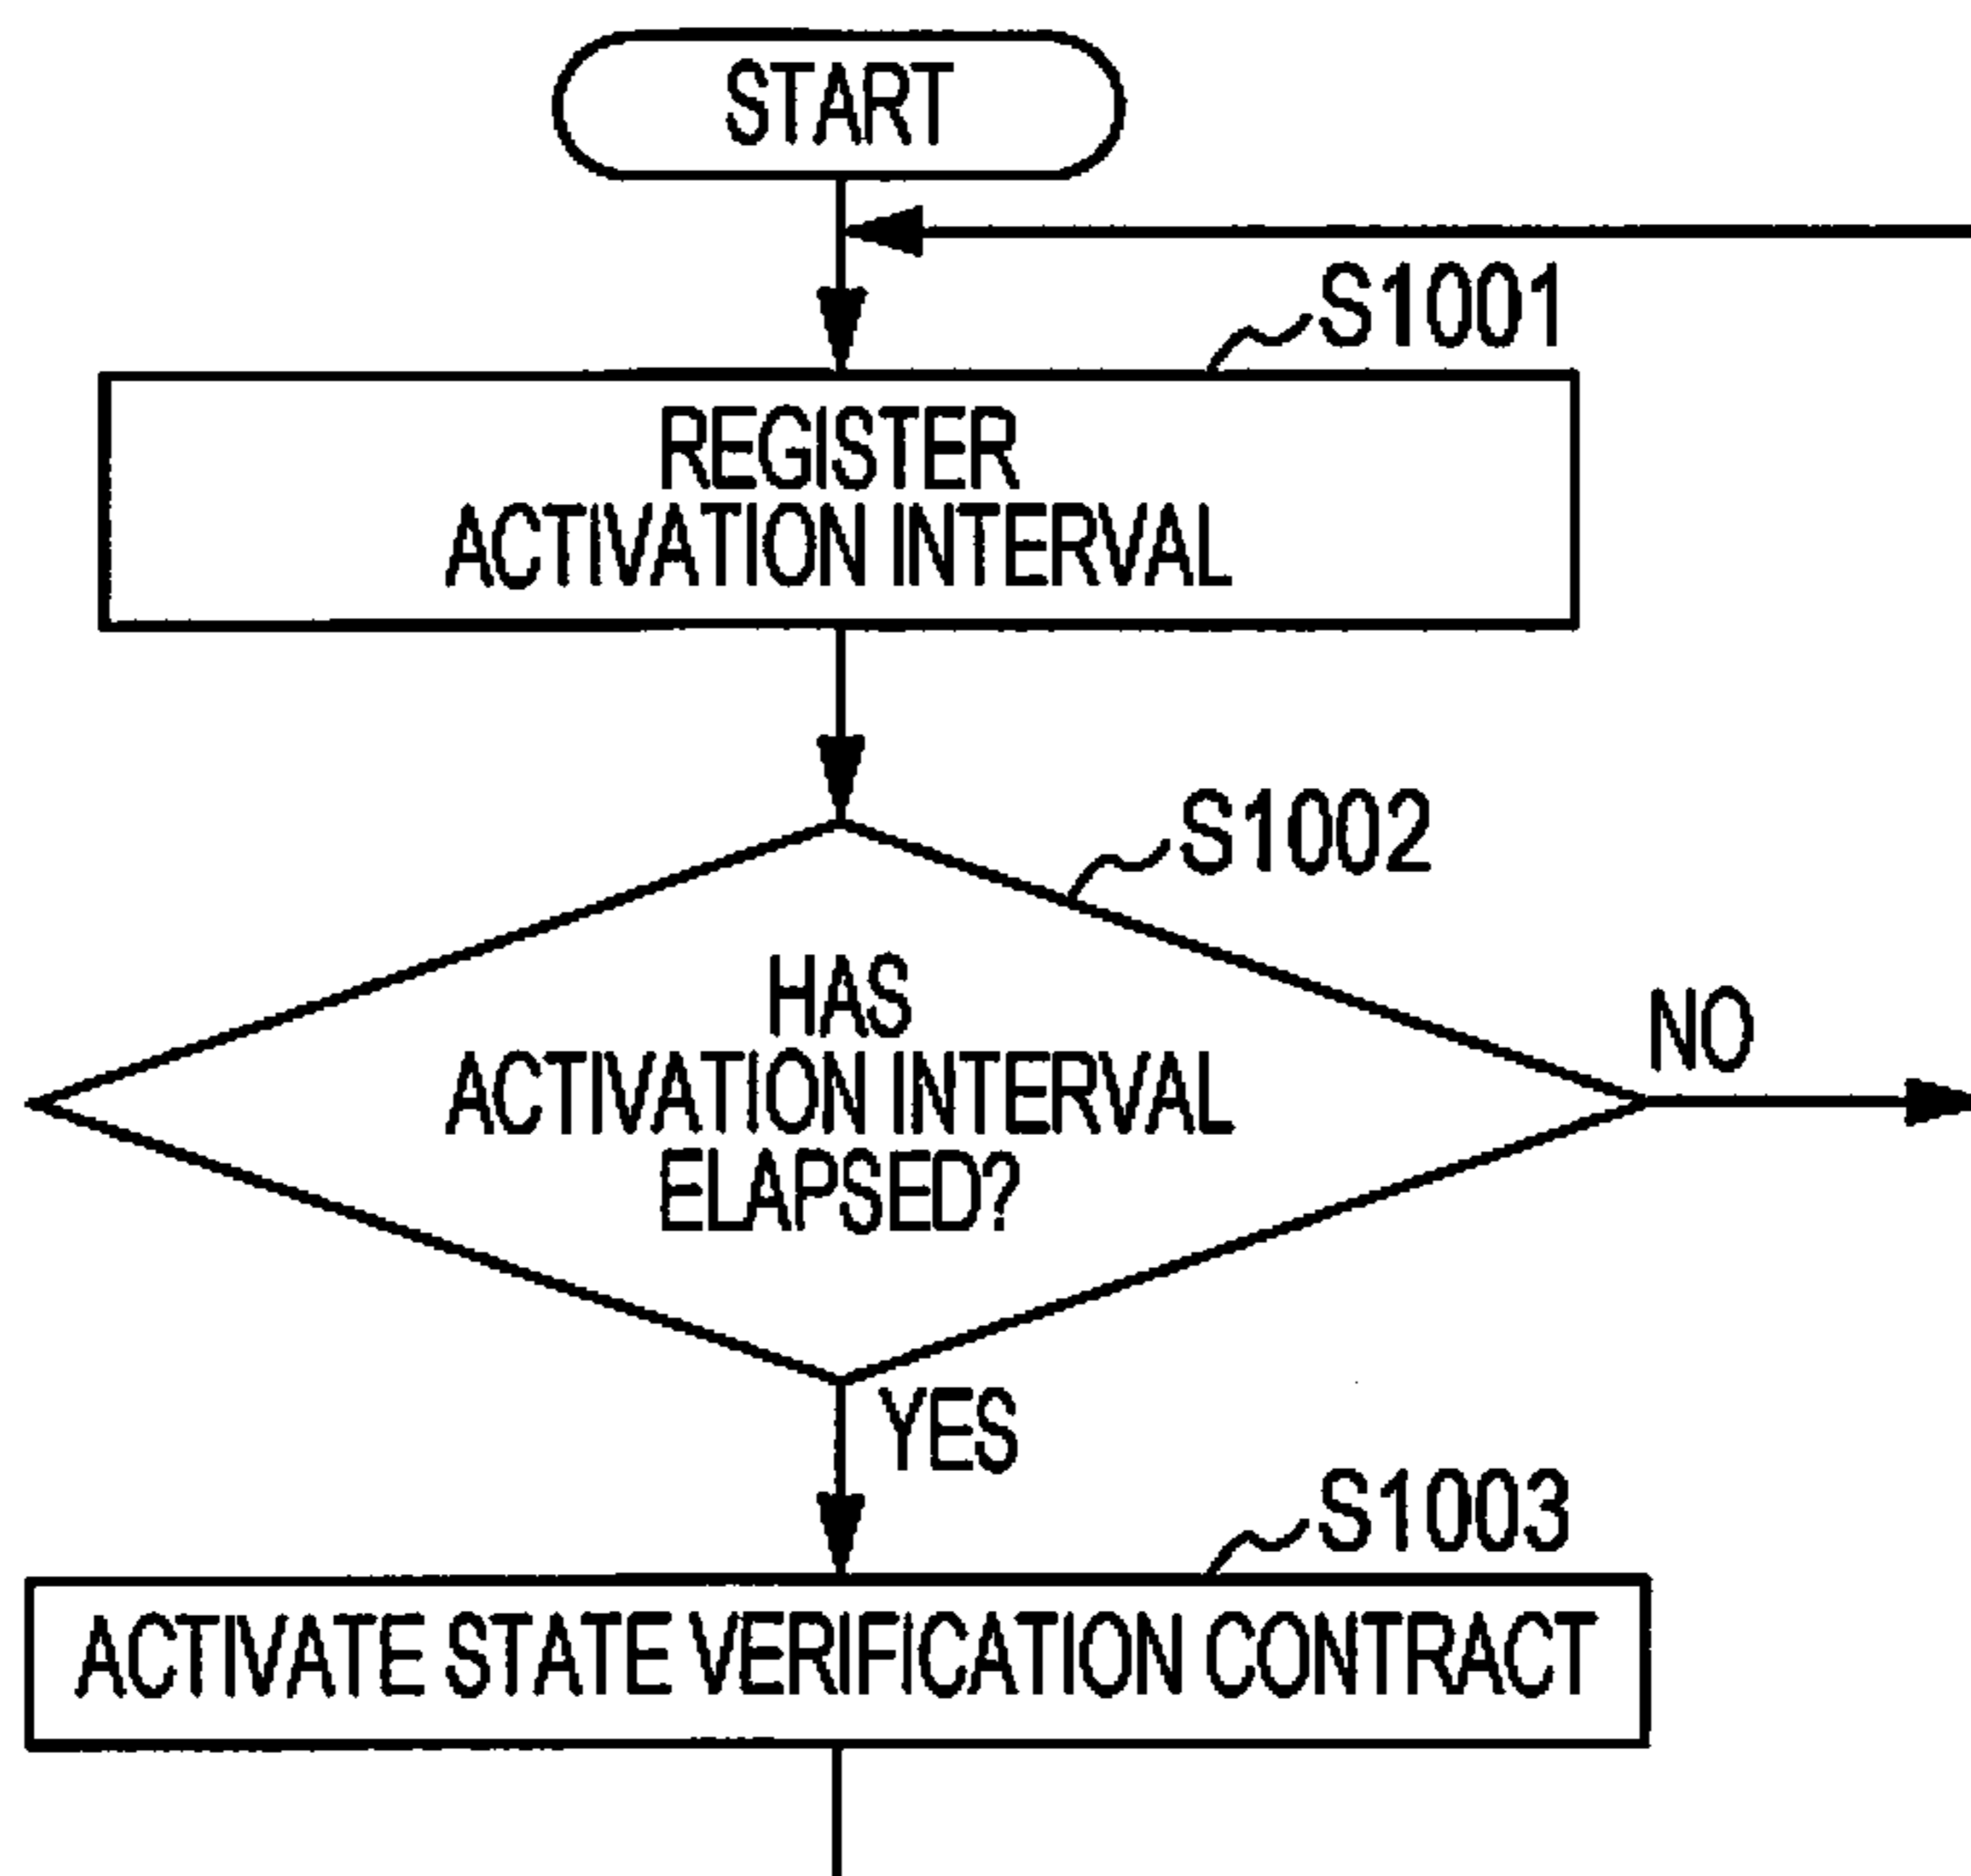 START
S1001
REGISTER
ACTIVATION INTERVAL
S1002
HAS
ACTIVATION INTERVAL
ELAPSED?
NO
YES
S1003
ACTIVATE STATE VERIFICATION CONTRACT